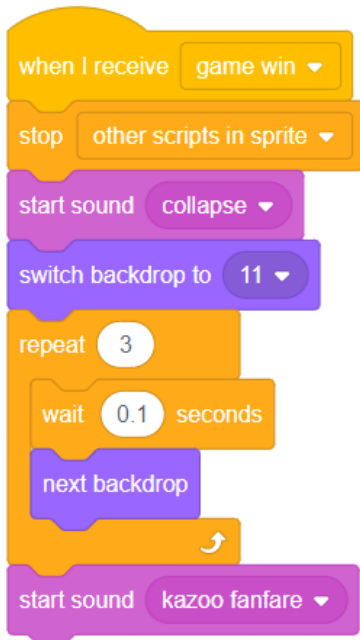 when I receive game win
stop other scripts in sprite
start sound collapse
switch backdrop to 11
repeat 3
wait 0.1 seconds
next backdrop
start sound kazoo fanfare